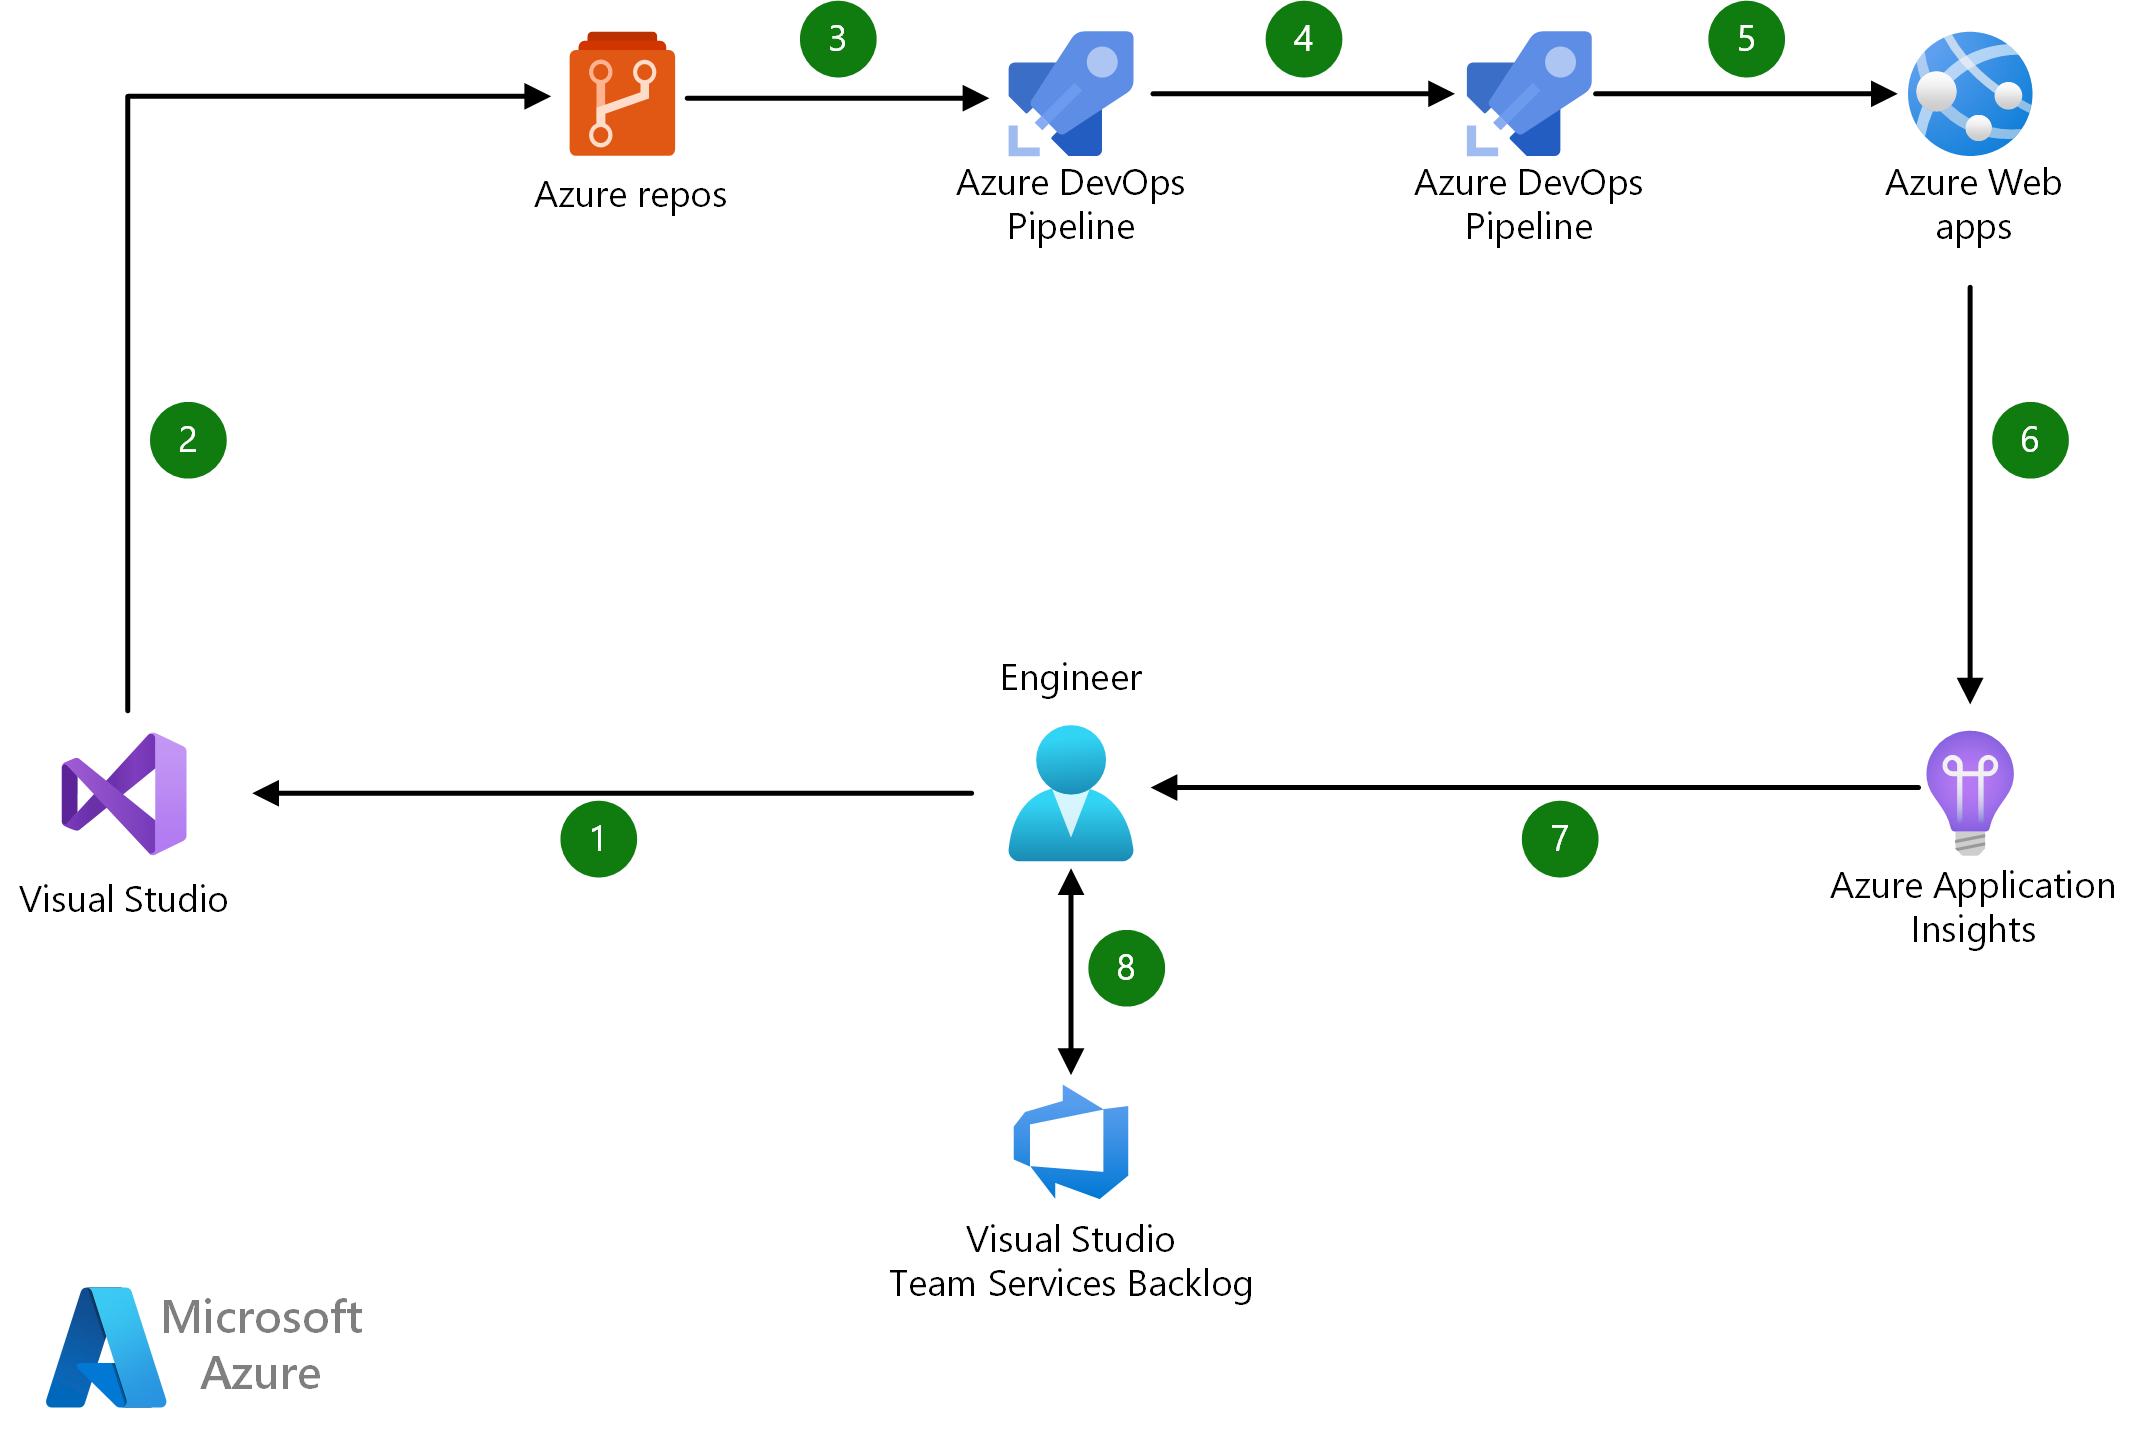 3
4
5
Azure repos
Azure DevOps
Pipeline
Azure DevOps
Pipeline
Azure Web
apps
2
6
Engineer
1
7
Visual Studio
Azure Application
Insights
8
Visual Studio
Team Services Backlog
Microsoft
Azure